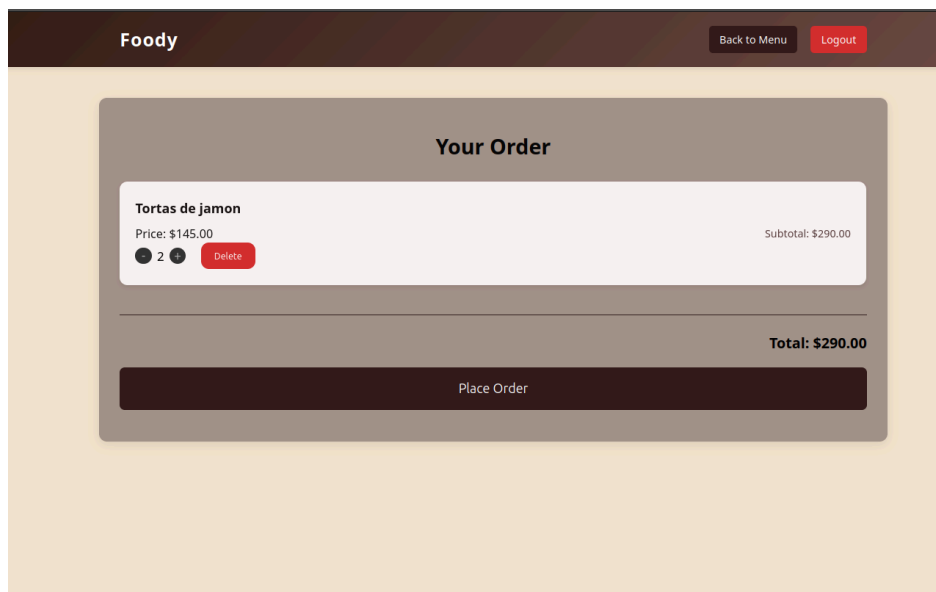 Foody
Back to Menu
Logout
Your Order
Tortas de jamon
Price: $145.00
Subtotal: $290.00
- 2 +
Delete
Total: $290.00
Place Order